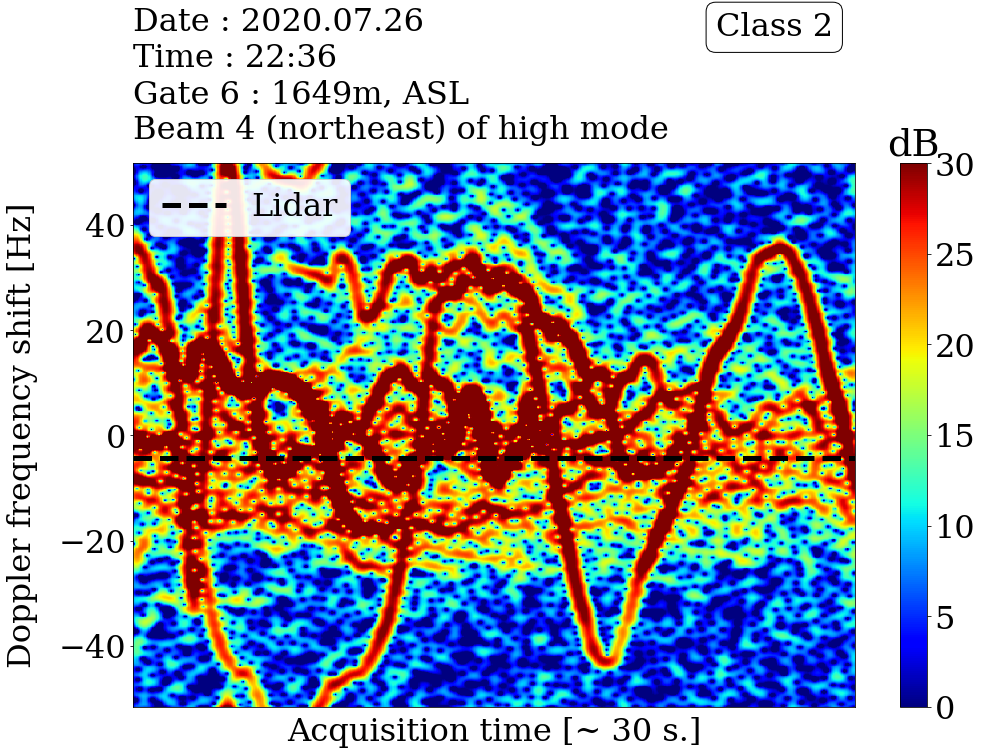 Date : 2020.07.26
Time : 22:36
Gate 6 : 1649m, ASL
Beam 4 (northeast) of high mode
Class 2
dB
Lidar
Doppler frequency shift [Hz]
40
20
0
−20
−40
30
25
20
15
10
5
0
Acquisition time [~ 30 s.]